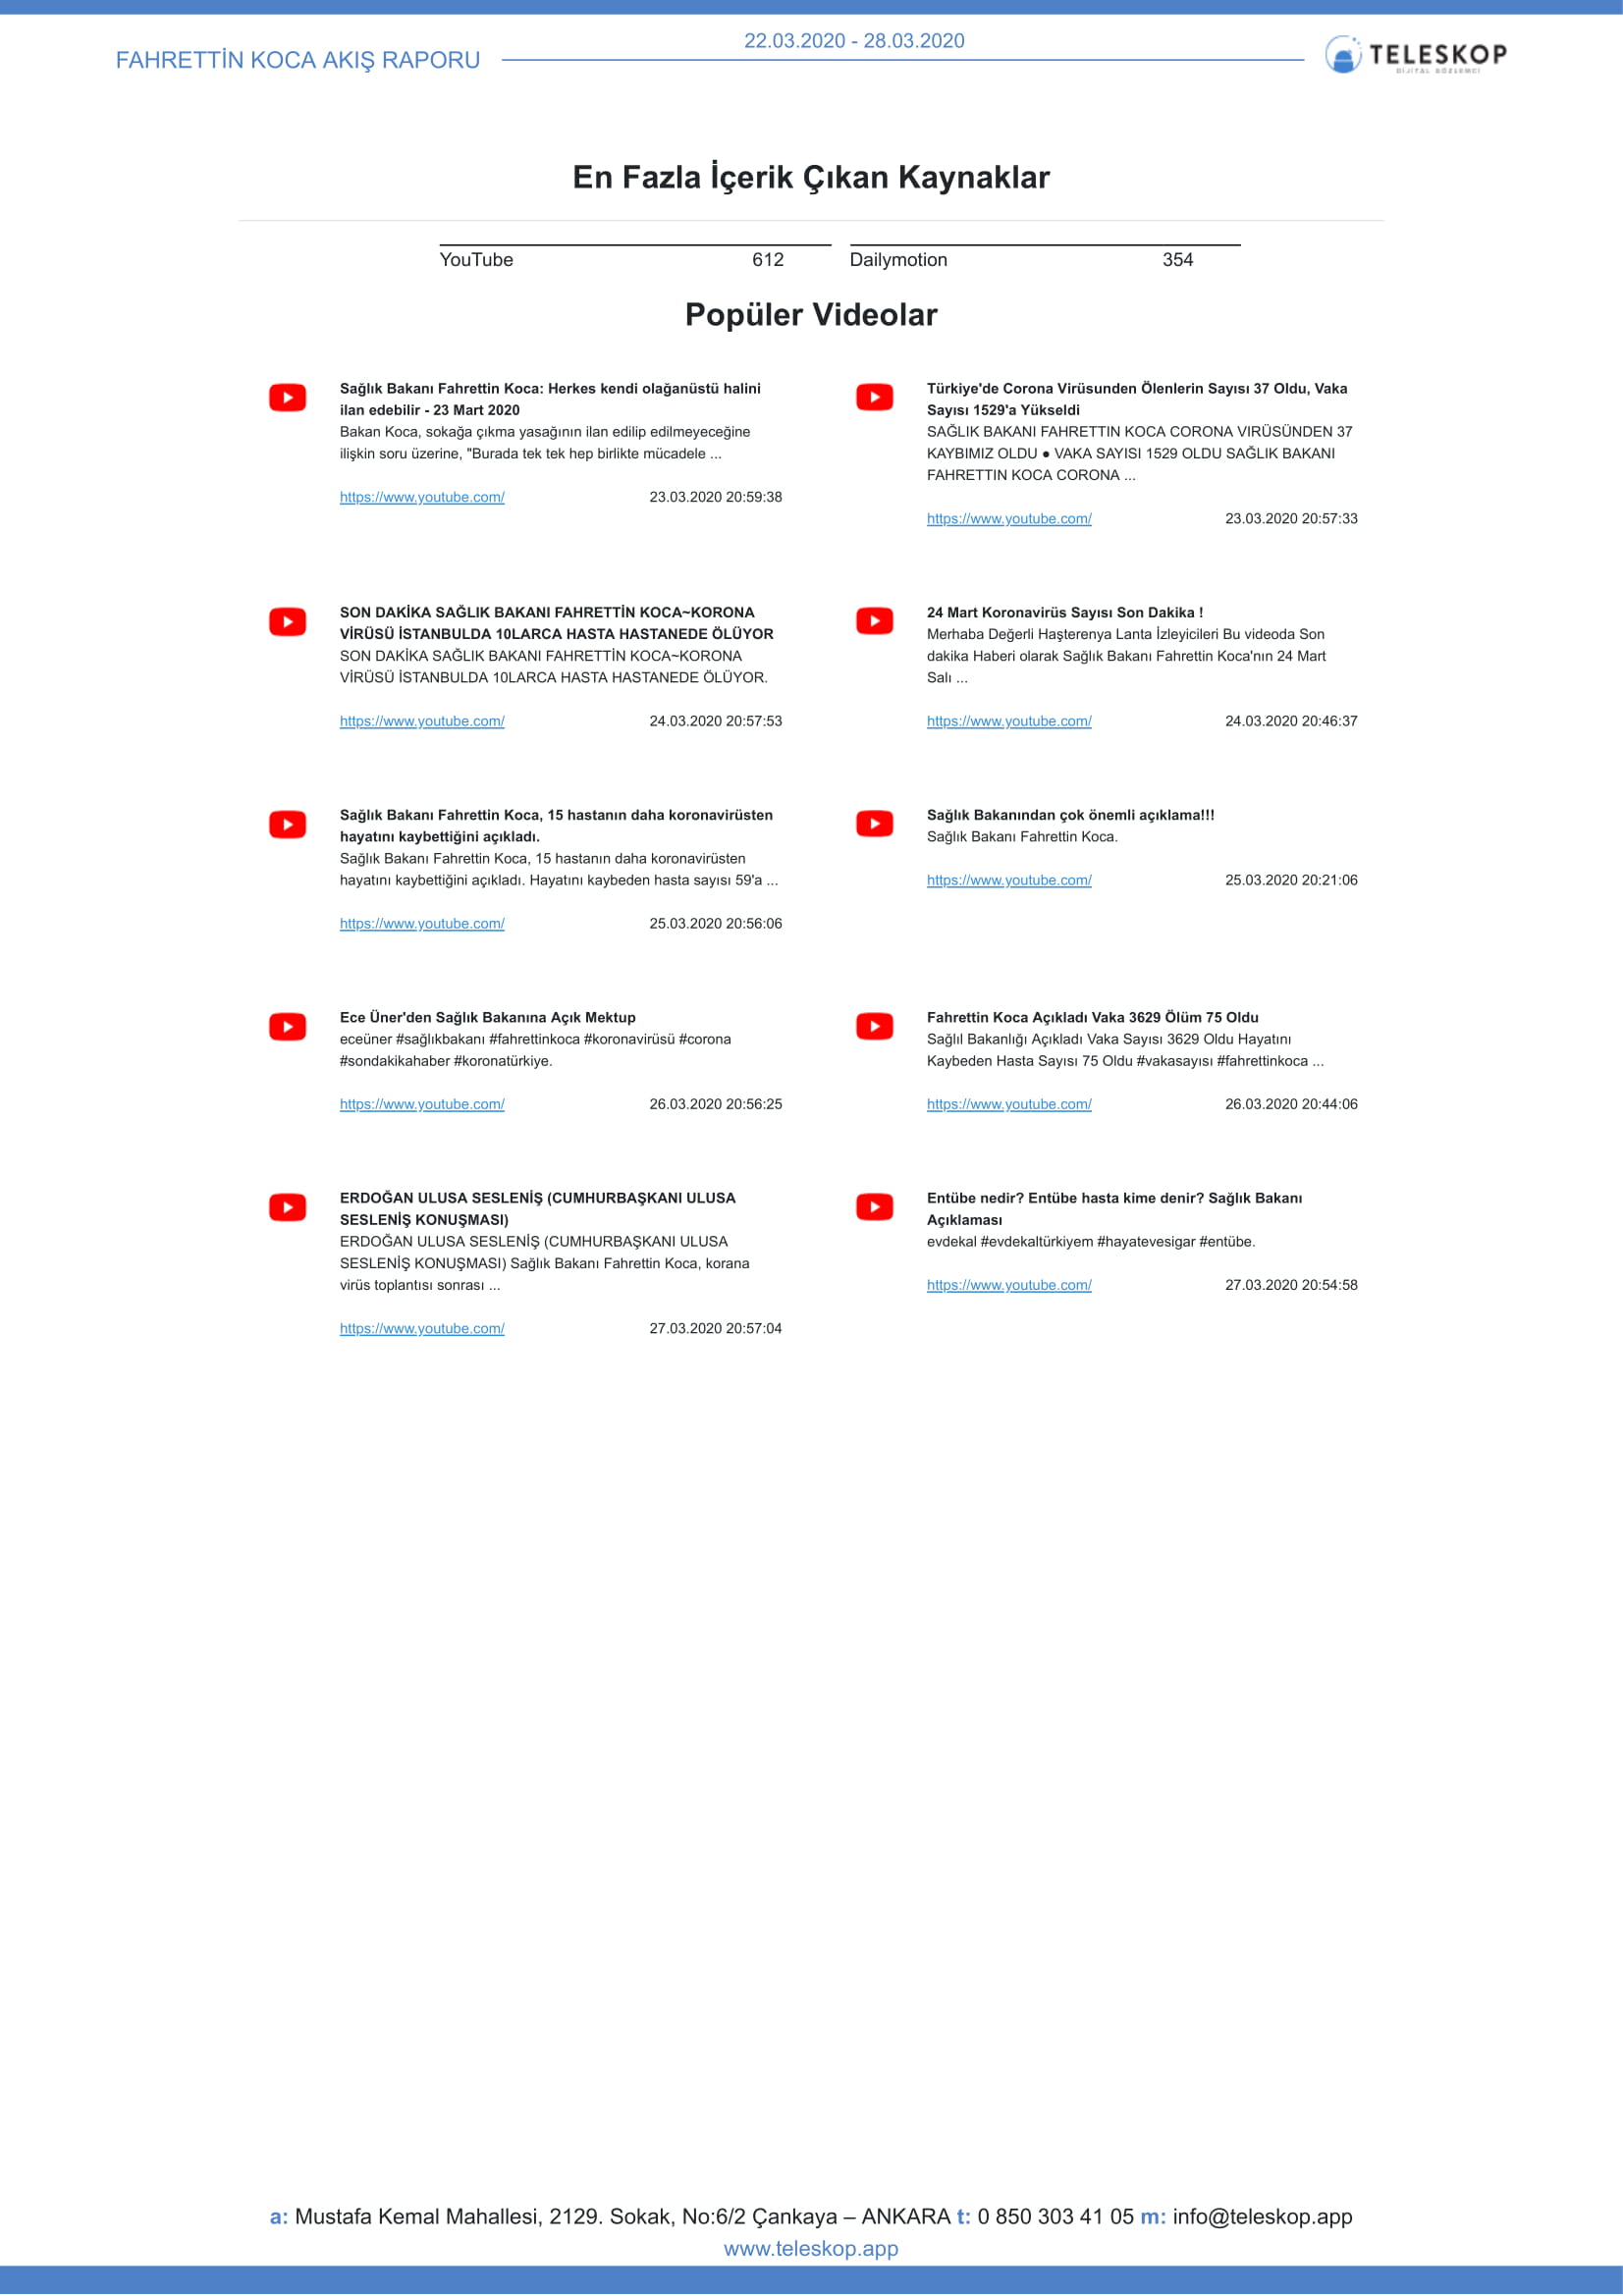 FAHRETTİN KOCA AKIŞ RAPORU
22.03.2020 - 28.03.2020
TELESKOP
DİJİTAL GÖZLEMCİ
En Fazla İçerik Çıkan Kaynaklar
YouTube 612 Dailymotion 354
Popüler Videolar
Sağlık Bakanı Fahrettin Koca: Herkes kendi olağanüstü halini
ilan edebilir - 23 Mart 2020
Bakan Koca, sokağa çıkma yasağının ilan edilip edilmeyeceğine
ilişkin soru üzerine, "Burada tek tek hep birlikte mücadele ...
https://www.youtube.com/ 23.03.2020 20:59:38
Türkiye'de Corona Virüsunden Ölenlerin Sayısı 37 Oldu, Vaka
Sayısı 1529'a Yükseldi
SAĞLIK BAKANI FAHRETTIN KOCA CORONA VIRÜSÜNDEN 37
KAYBIMIZ OLDU ● VAKA SAYISI 1529 OLDU SAĞLIK BAKANI
FAHRETTIN KOCA CORONA ...
https://www.youtube.com/ 23.03.2020 20:57:33
SON DAKİKA SAĞLIK BAKANI FAHRETTİN KOCA~KORONA
VİRÜSÜ İSTANBULDA 10LARCA HASTA HASTANEDE ÖLÜYOR
SON DAKİKA SAĞLIK BAKANI FAHRETTİN KOCA~KORONA
VİRÜSÜ İSTANBULDA 10LARCA HASTA HASTANEDE ÖLÜYOR.
https://www.youtube.com/ 24.03.2020 20:57:53
24 Mart Koronavirüs Sayısı Son Dakika !
Merhaba Değerli Haşterenya Lanta İzleyicileri Bu videoda Son
dakika Haberi olarak Sağlık Bakanı Fahrettin Koca'nın 24 Mart
Salı ...
https://www.youtube.com/ 24.03.2020 20:46:37
Sağlık Bakanı Fahrettin Koca, 15 hastanın daha koronavirüsten
hayatını kaybettiğini açıkladı.
Sağlık Bakanı Fahrettin Koca, 15 hastanın daha koronavirüsten
hayatını kaybettiğini açıkladı. Hayatını kaybeden hasta sayısı 59'a ...
https://www.youtube.com/ 25.03.2020 20:56:06
Sağlık Bakanından çok önemli açıklama!!!
Sağlık Bakanı Fahrettin Koca.
https://www.youtube.com/ 25.03.2020 20:21:06
Ece Üner'den Sağlık Bakanına Açık Mektup
eceüner #sağlıkbakanı #fahrettinkoca #koronavirüsü #corona
#sondakikahaber #koronatürkiye.
https://www.youtube.com/ 26.03.2020 20:56:25
Fahrettin Koca Açıkladı Vaka 3629 Ölüm 75 Oldu
Sağlıl Bakanlığı Açıkladı Vaka Sayısı 3629 Oldu Hayatını
Kaybeden Hasta Sayısı 75 Oldu #vakasayısı #fahrettinkoca ...
https://www.youtube.com/ 26.03.2020 20:44:06
ERDOĞAN ULUSA SESLENİŞ (CUMHURBAŞKANI ULUSA
SESLENİŞ KONUŞMASI)
ERDOĞAN ULUSA SESLENİŞ (CUMHURBAŞKANI ULUSA
SESLENİŞ KONUŞMASI) Sağlık Bakanı Fahrettin Koca, korana
virüs toplantısı sonrası ...
https://www.youtube.com/ 27.03.2020 20:57:04
Entübe nedir? Entübe hasta kime denir? Sağlık Bakanı
Açıklaması
evdekal #evdekaltürkiyem #hayatevesigar #entübe.
https://www.youtube.com/ 27.03.2020 20:54:58
a: Mustafa Kemal Mahallesi, 2129. Sokak, No:6/2 Çankaya – ANKARA t: 0 850 303 41 05 m: info@teleskop.app
www.teleskop.app